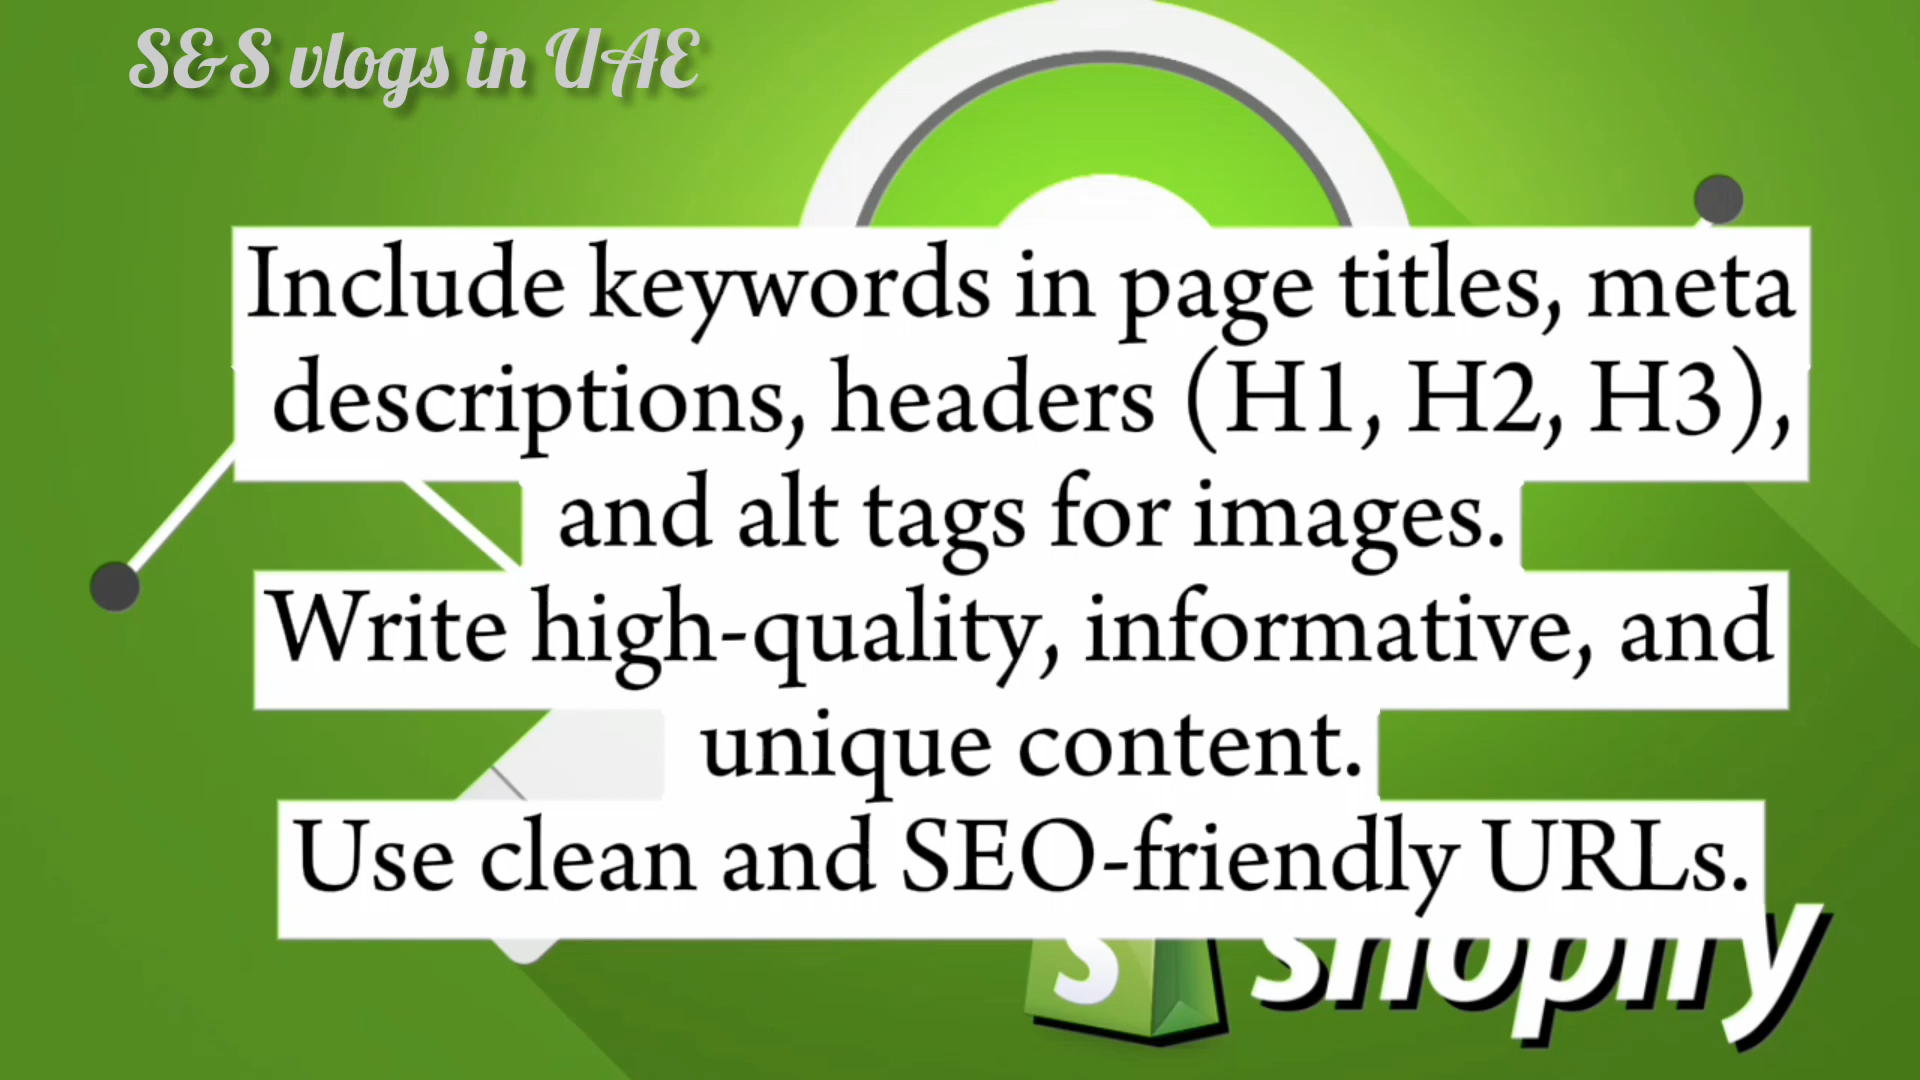 S&S vlogs in UAE
Include keywords in page titles, meta
descriptions, headers (H1, H2, H3),
and alt tags for images.
Write high-quality, informative, and
unique content.
Use clean and SEO-friendly URLs.
shopify